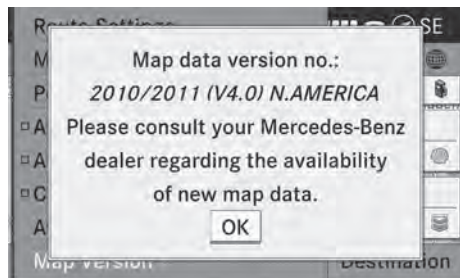 Route Settings
SE
Map data version no.:
2010/2011 (V4.0) N.AMERICA
Please consult your Mercedes-Benz
dealer regarding the availability
of new map data.
OK
Map Version
Destination